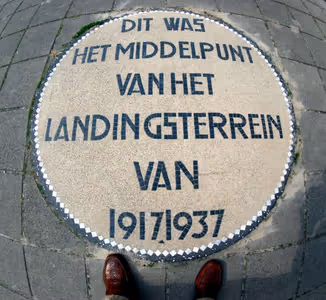 DIT WAS
HET MIDDELPUNT
VAN HET
LANDINGSTERREIN
VAN
1917/1937